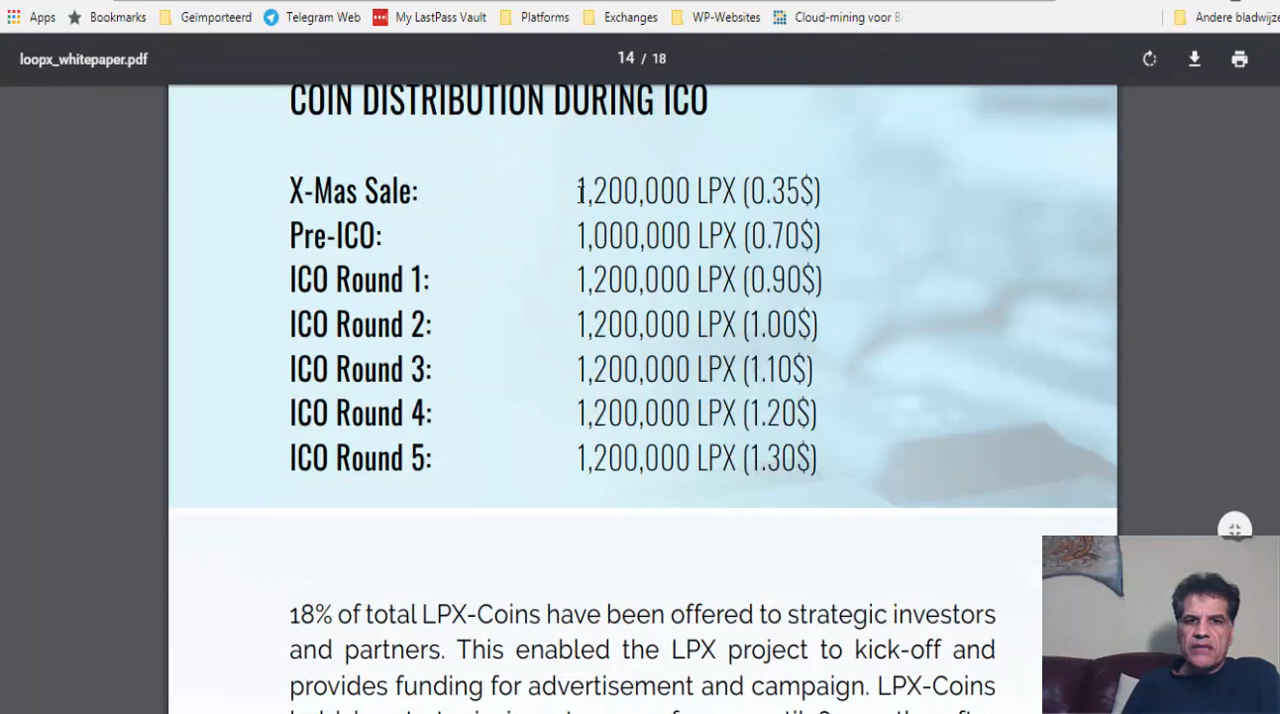 Apps Bookmarks Geïmporteerd Telegram Web My LastPass Vault Platforms Exchanges WP-Websites Cloud-mining voor Andere bladwijze
loopx_whitepaper.pdf 14 / 18
COIN DISTRIBUTION DURING ICO
X-Mas Sale: 1,200,000 LPX (0.35$)
Pre-ICO: 1,000,000 LPX (0.70$)
ICO Round 1: 1,200,000 LPX (0.90$)
ICO Round 2: 1,200,000 LPX (1.00$)
ICO Round 3: 1,200,000 LPX (1.10$)
ICO Round 4: 1,200,000 LPX (1.20$)
ICO Round 5: 1,200,000 LPX (1.30$)
18% of total LPX-Coins have been offered to strategic investors
and partners. This enabled the LPX project to kick-off and
provides funding for advertisement and campaign. LPX-Coins